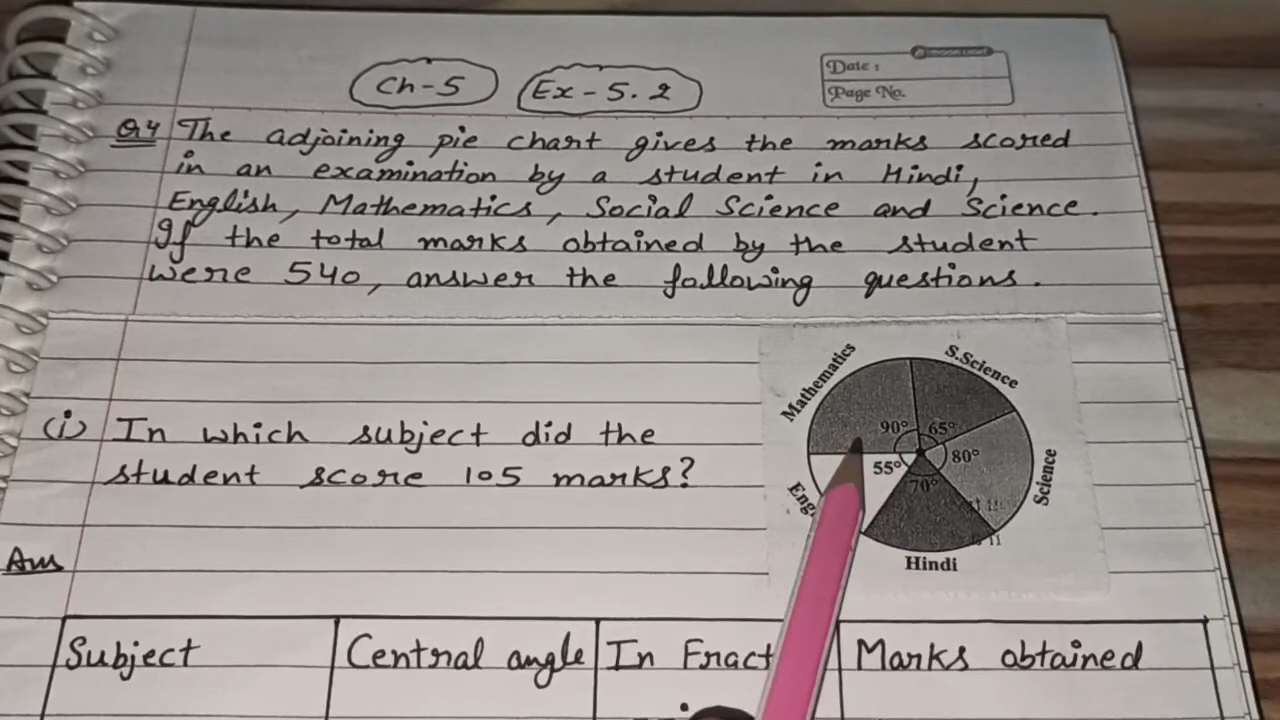 Ch-5 Ex-5.2
Date :
Page No.
Q4 The adjoining pie chart gives the marks scored
in an examination by a student in Hindi,
English, Mathematics, Social Science and Science.
If the total marks obtained by the student
were 540, answer the following questions.
Mathematics
S.Science
90° 65°
80°
55°
70°
Science
Eng
Hindi
(i) In which subject did the
student score 105 marks?
Ans
Subject Central angle In Fract Marks obtained